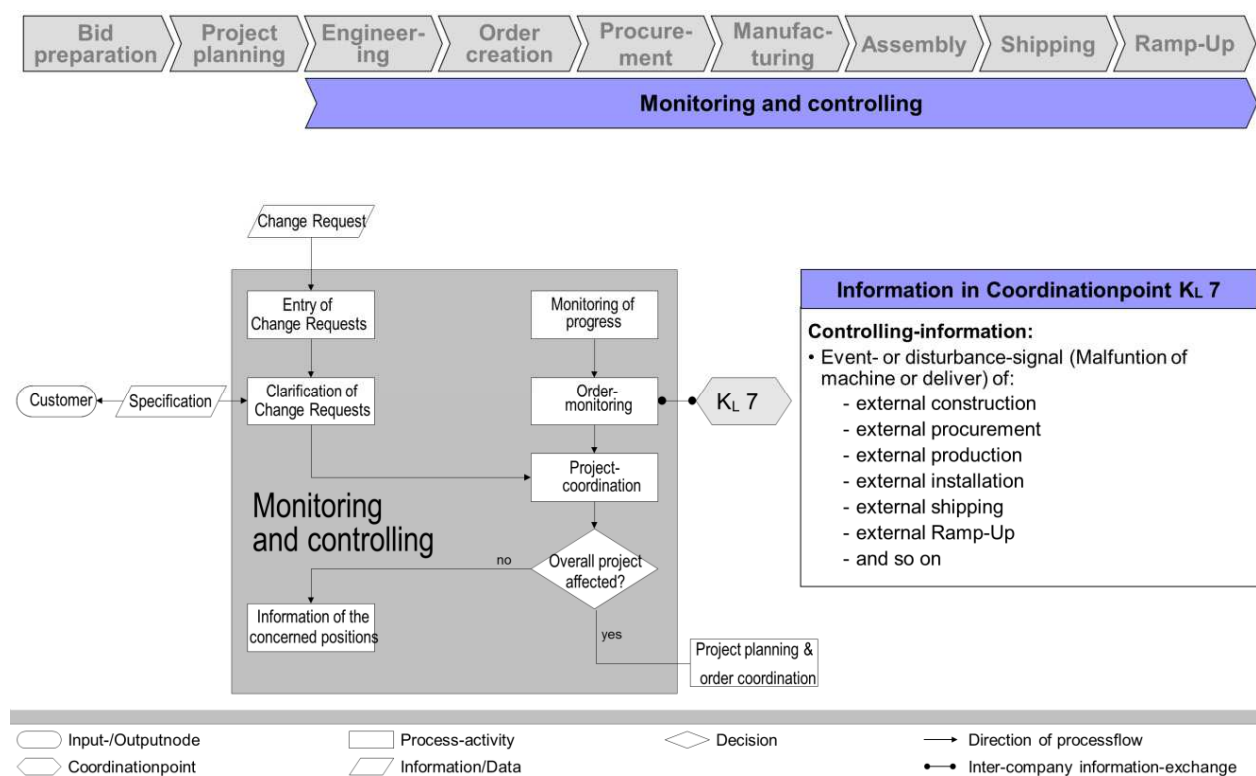 Bid
preparation
Project
planning
Engineer-
ing
Order
creation
Procure-
ment
Manufac-
turing
Assembly
Shipping
Ramp-Up
Monitoring and controlling
Change Request
Entry of
Change Requests
Monitoring of
progress
Customer
Specification
Clarification of
Change Requests
Order-
monitoring
KL 7
Project-
coordination
Monitoring
and controlling
no
Overall project
affected?
Information of the
concerned positions
yes
Project planning &
order coordination
Information in Coordinationpoint KL 7
Controlling-information:
• Event- or disturbance-signal (Malfuntion of
machine or deliver) of:
- external construction
- external procurement
- external production
- external installation
- external shipping
- external Ramp-Up
- and so on
Input-/Outputnode
Process-activity
Decision
Direction of processflow
Coordinationpoint
Information/Data
Inter-company information-exchange